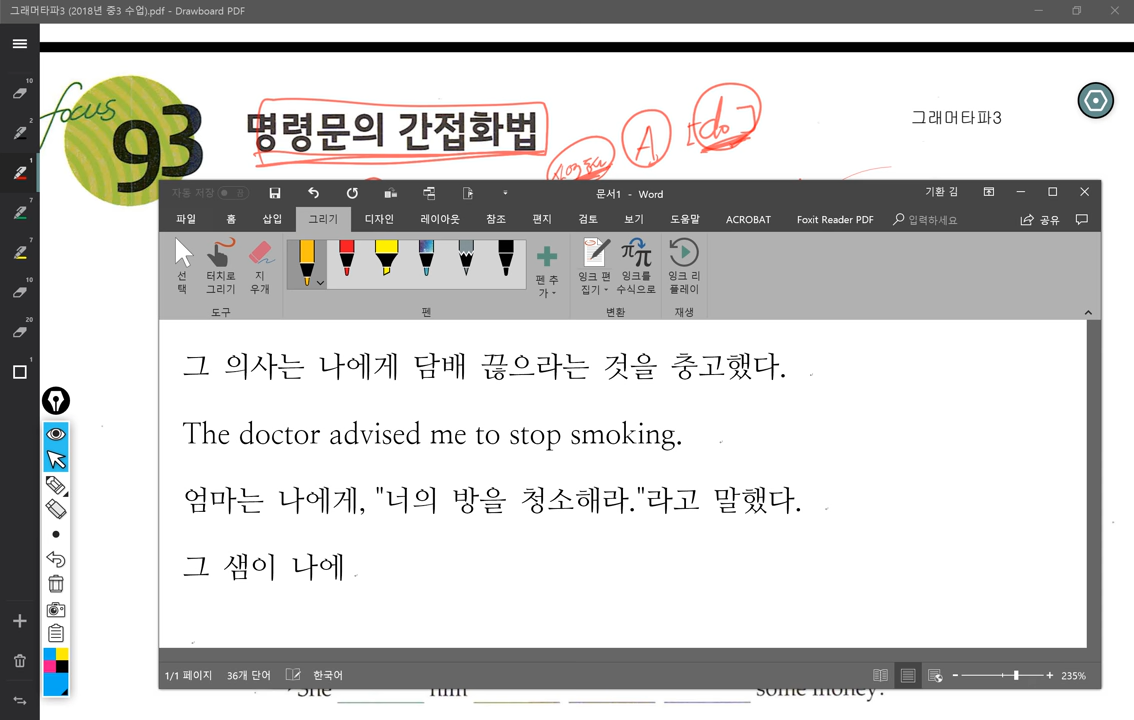 그래머타파3 (2018년 중3 수업).pdf - Drawboard PDF
focus
93
명령문의 간접화법
A
[do]
그래머타파3
자동 저장
문서1 - Word
기환 김
파일 홈 삽입 그리기 디자인 레이아웃 참조 편지 검토 보기 도움말 ACROBAT Foxit Reader PDF 입력하세요 공유
선택
터치로 그리기
지우개
펜 추가
잉크 편집기
잉크를 수식으로
잉크 리플레이
도구 펜 변환 재생
그 의사는 나에게 담배 끊으라는 것을 충고했다.
The doctor advised me to stop smoking.
엄마는 나에게, "너의 방을 청소해라."라고 말했다.
그 샘이 나에
1/1 페이지 36개 단어 한국어 235%
She him some money?
10
2
1
7
7
10
20
1